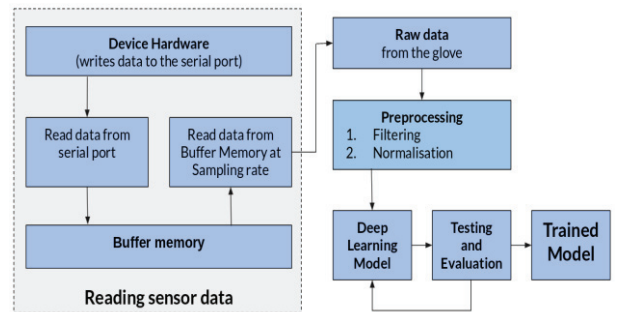 Device Hardware
(writes data to the serial port)
Read data from
serial port
Read data from
Buffer Memory at
Sampling rate
Buffer memory
Reading sensor data
Raw data
from the glove
Preprocessing
1. Filtering
2. Normalisation
Deep
Learning
Model
Testing
and
Evaluation
Trained
Model